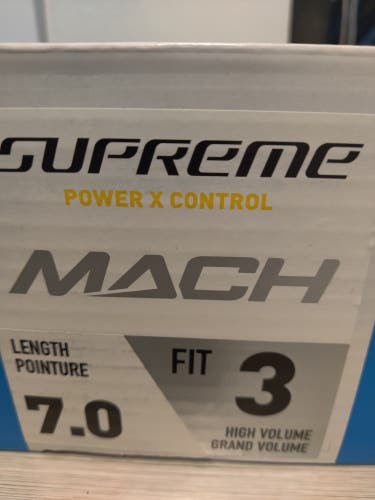 SUPREME
POWER X CONTROL
MACH
LENGTH
POINTURE
7.0
FIT 3
HIGH VOLUME
GRAND VOLUME